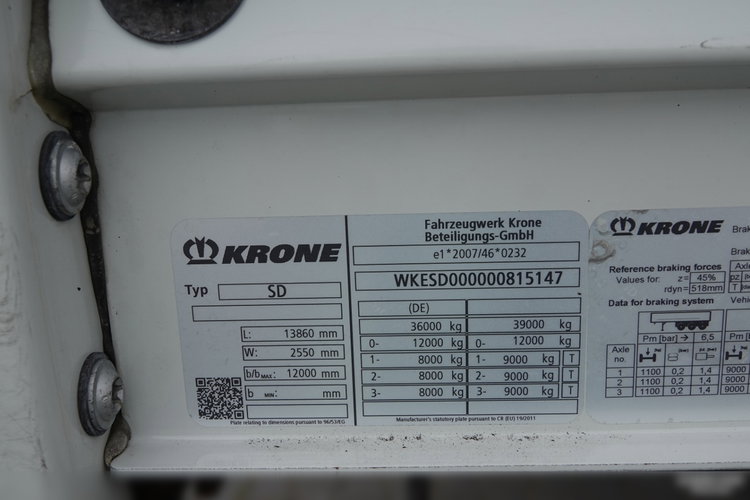 KRONE
Typ SD
L: 13860 mm
W: 2550 mm
b/bMAX: 12000 mm
b MIN: mm
Plate relating to dimensions pursuant to 96/53/EG
Fahrzeugwerk Krone
Beteiligungs-GmbH
e1*2007/46*0232
WKESD000000815147
(DE)
36000 kg 39000 kg
0- 12000 kg 0- 12000 kg
1- 8000 kg 1- 9000 kg T
2- 8000 kg 2- 9000 kg T
3- 8000 kg 3- 9000 kg T
Manufacturer's statutory plate pursuant to CR (EU) 19/2011
KRONE
Reference braking forces
Values for: z = 45%
rdyn = 518mm
Data for braking system
Pm [bar] → 6,5
Axle
no.
1 1100 0,2 1,4 9000
2 1100 0,2 1,4 9000
3 1100 0,2 1,4 9000